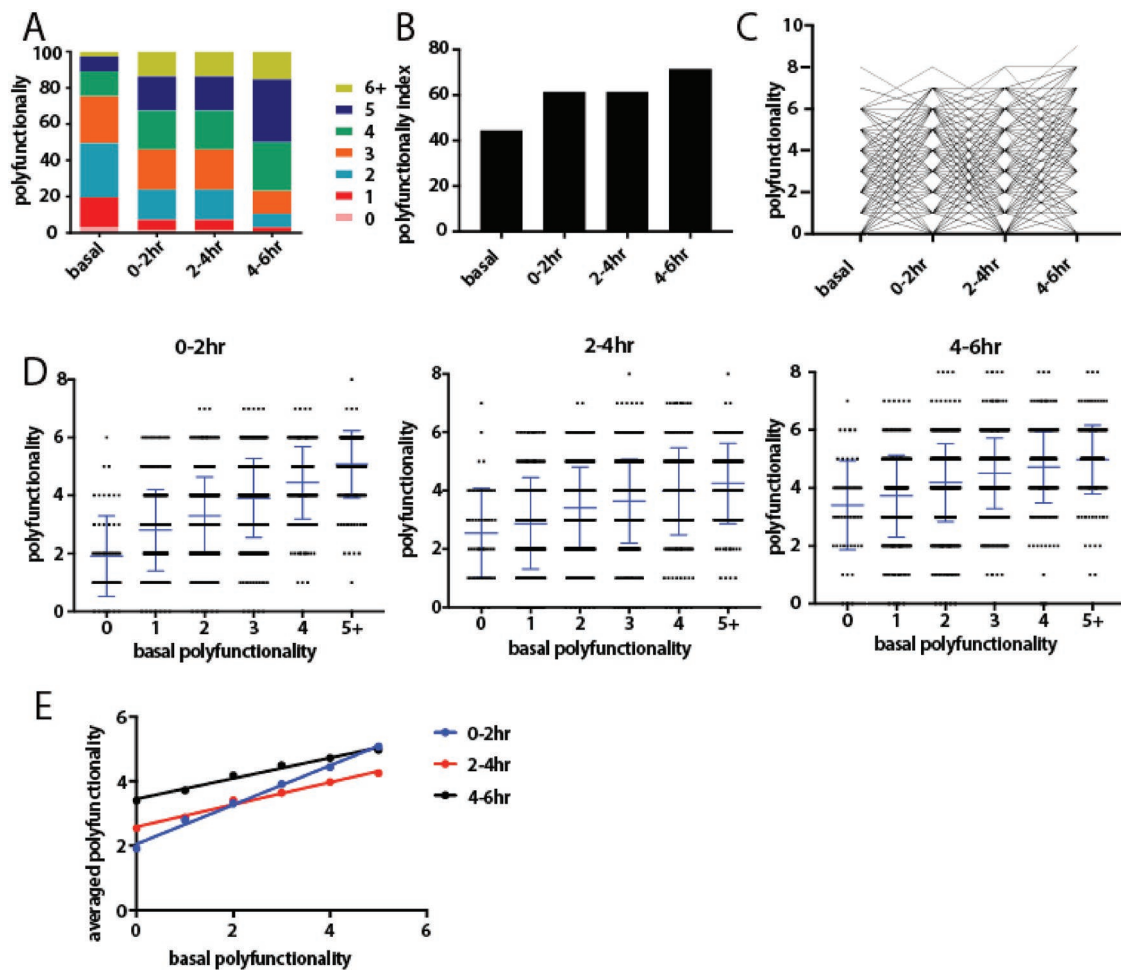 A
B
C
polyfunctionally
100
80
60
40
20
0
basal
0-2hr
2-4hr
4-6hr
6+
5
4
3
2
1
0
polyfunctionally index
80
60
40
20
0
basal
0-2hr
2-4hr
4-6hr
polyfunctionality
10
8
6
4
2
0
basal
0-2hr
2-4hr
4-6hr
D
0-2hr
polyfunctionality
8
6
4
2
0
0 1 2 3 4 5+
basal polyfunctionality
2-4hr
polyfunctionality
8
6
4
2
0
0 1 2 3 4 5+
basal polyfunctionality
4-6hr
polyfunctionality
8
6
4
2
0
0 1 2 3 4 5+
basal polyfunctionality
E
averaged polyfunctionality
6
4
2
0
0 2 4 6
basal polyfunctionality
0-2hr
2-4hr
4-6hr